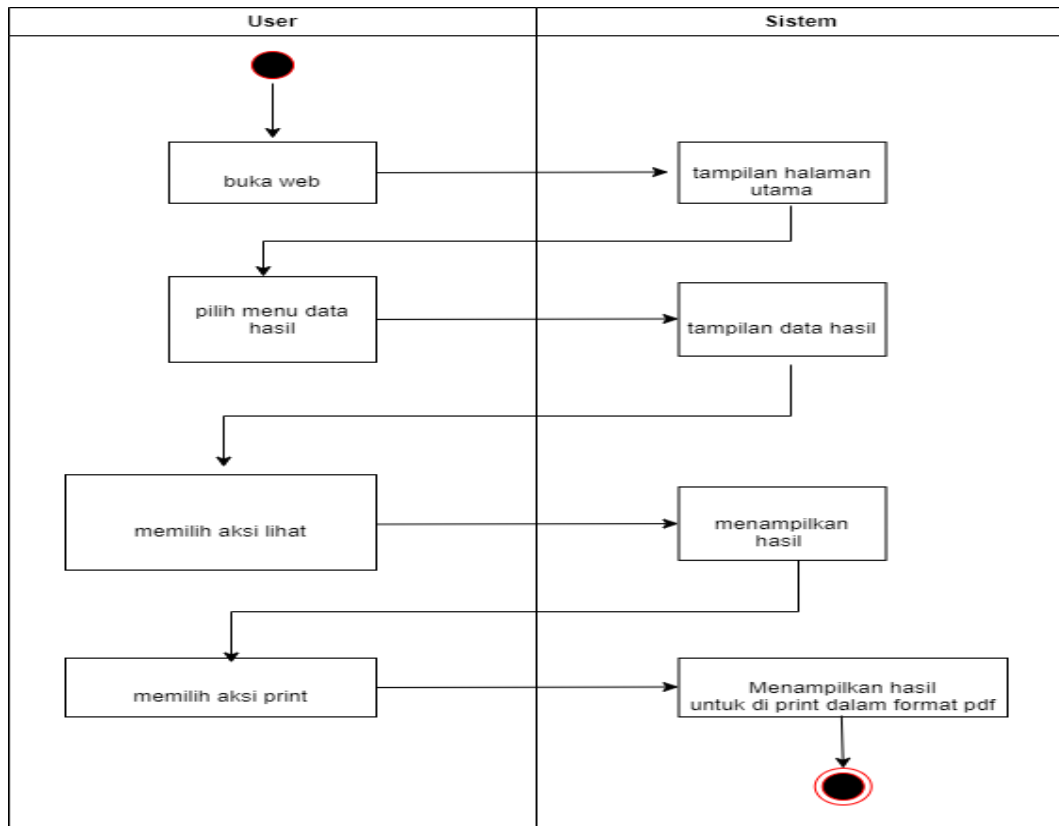 User
Sistem
buka web
tampilan halaman
utama
pilih menu data
hasil
tampilan data hasil
memilih aksi lihat
menampilkan
hasil
memilih aksi print
Menampilkan hasil
untuk di print dalam format pdf